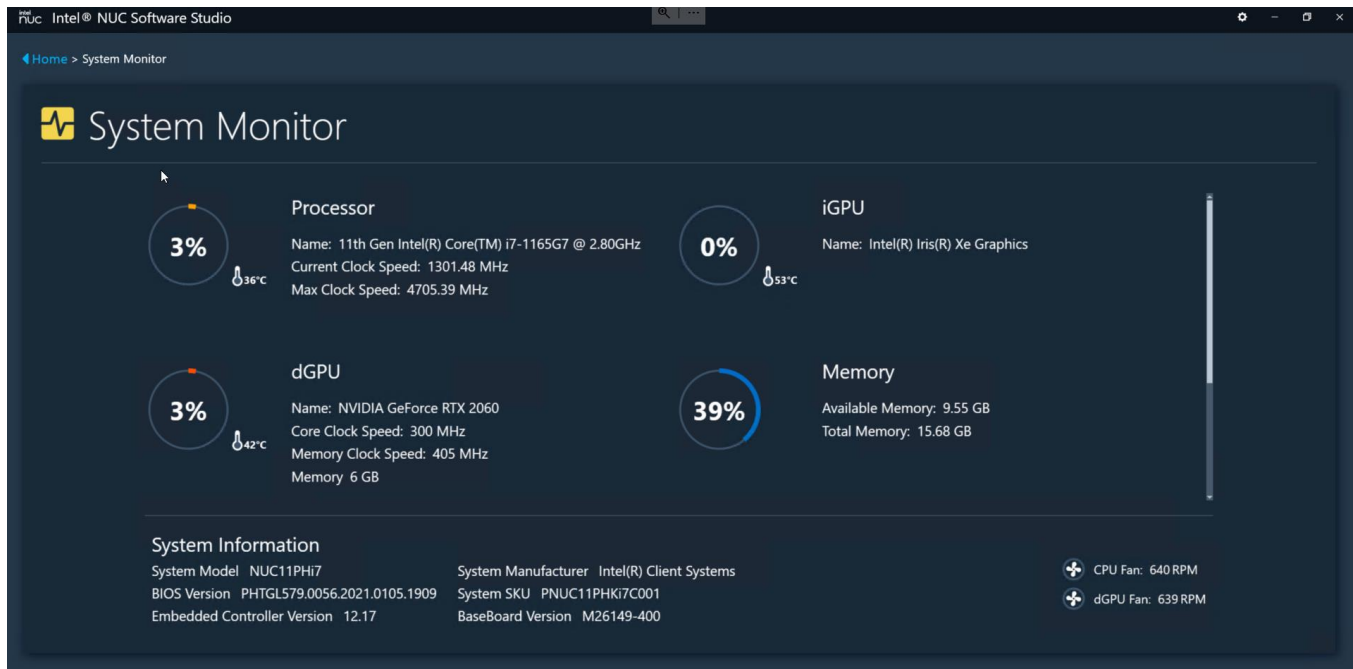 intel nuc Intel® NUC Software Studio
Home > System Monitor
System Monitor
3%
36°C
Processor
Name: 11th Gen Intel(R) Core(TM) i7-1165G7 @ 2.80GHz
Current Clock Speed: 1301.48 MHz
Max Clock Speed: 4705.39 MHz
0%
53°C
iGPU
Name: Intel(R) Iris(R) Xe Graphics
3%
42°C
dGPU
Name: NVIDIA GeForce RTX 2060
Core Clock Speed: 300 MHz
Memory Clock Speed: 405 MHz
Memory 6 GB
39%
Memory
Available Memory: 9.55 GB
Total Memory: 15.68 GB
System Information
System Model NUC11PHi7
BIOS Version PHTGL579.0056.2021.0105.1909
Embedded Controller Version 12.17
System Manufacturer Intel(R) Client Systems
System SKU PNUC11PHKi7C001
BaseBoard Version M26149-400
CPU Fan: 640 RPM
dGPU Fan: 639 RPM